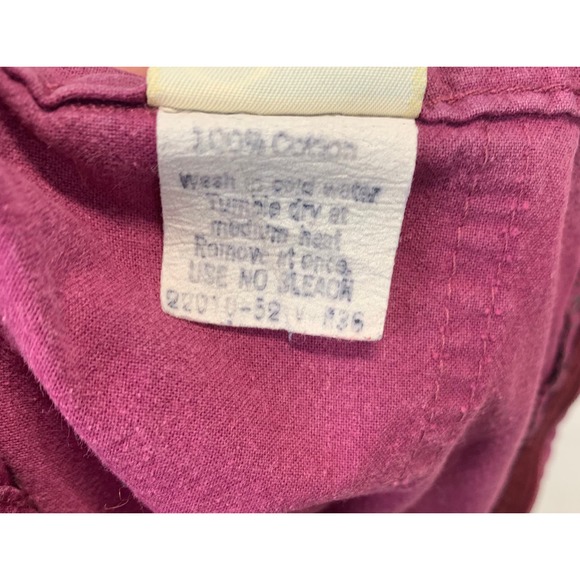 100% Cotton
Wash in cold water
Tumble dry at
medium heat
Remove at once.
USE NO BLEACH